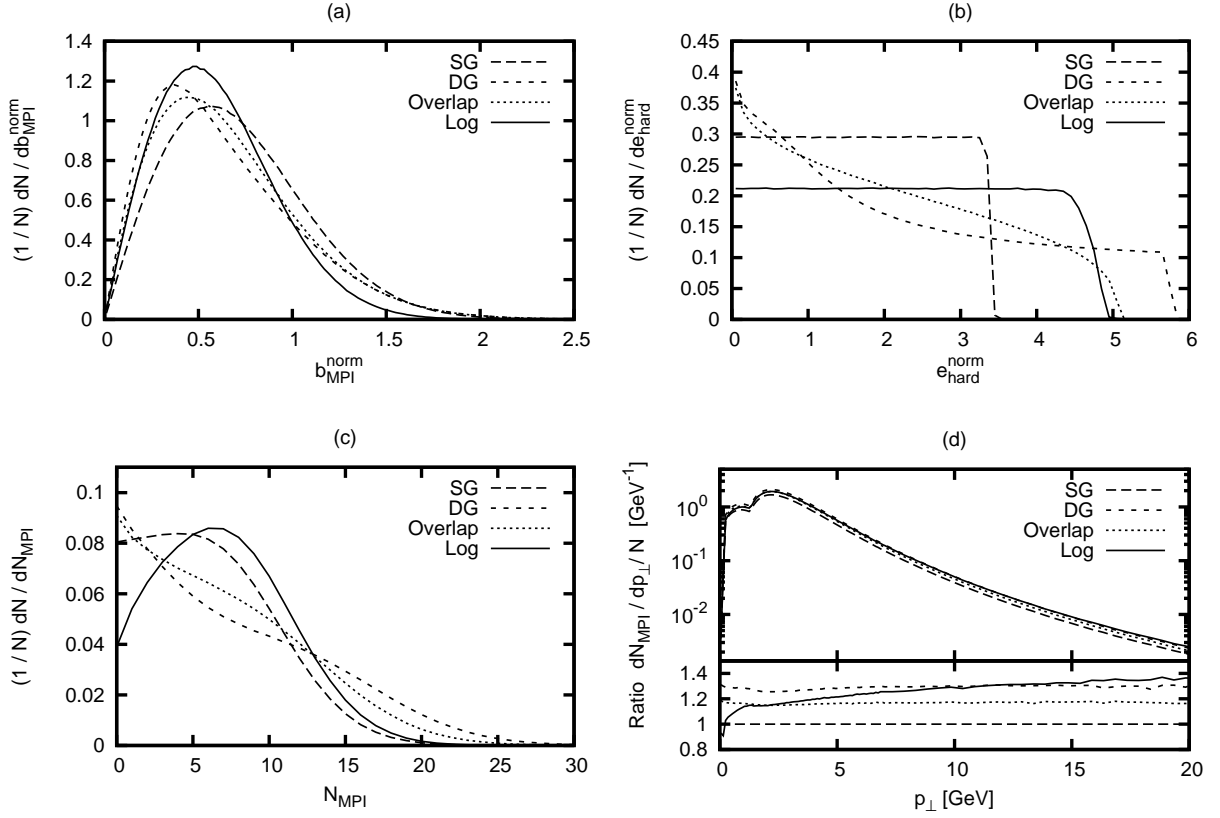 (a)
(1 / N) dN / db^norm_MPI
1.4
1.2
1
0.8
0.6
0.4
0.2
0
SG
DG
Overlap
Log
0 0.5 1 1.5 2 2.5
b^norm_MPI
(b)
(1 / N) dN / de^norm_hard
0.45
0.4
0.35
0.3
0.25
0.2
0.15
0.1
0.05
0
SG
DG
Overlap
Log
0 1 2 3 4 5 6
e^norm_hard
(c)
(1 / N) dN / dN_MPI
0.1
0.08
0.06
0.04
0.02
0
SG
DG
Overlap
Log
0 5 10 15 20 25 30
N_MPI
(d)
Ratio dN_MPI / dp_⊥ / N [GeV^-1]
10^0
10^-1
10^-2
SG
DG
Overlap
Log
1.4
1.2
1
0.8
0 5 10 15 20
p_⊥ [GeV]